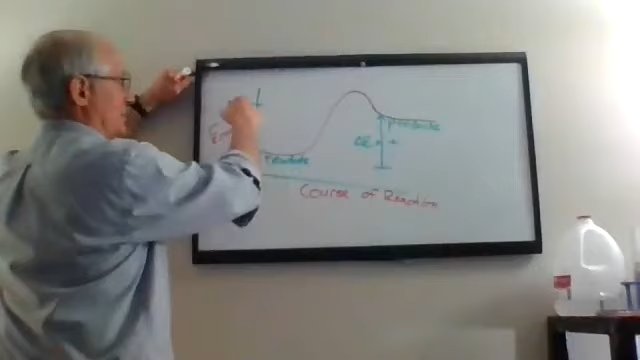 Products
ΔE = +
reactants
Course of Reaction